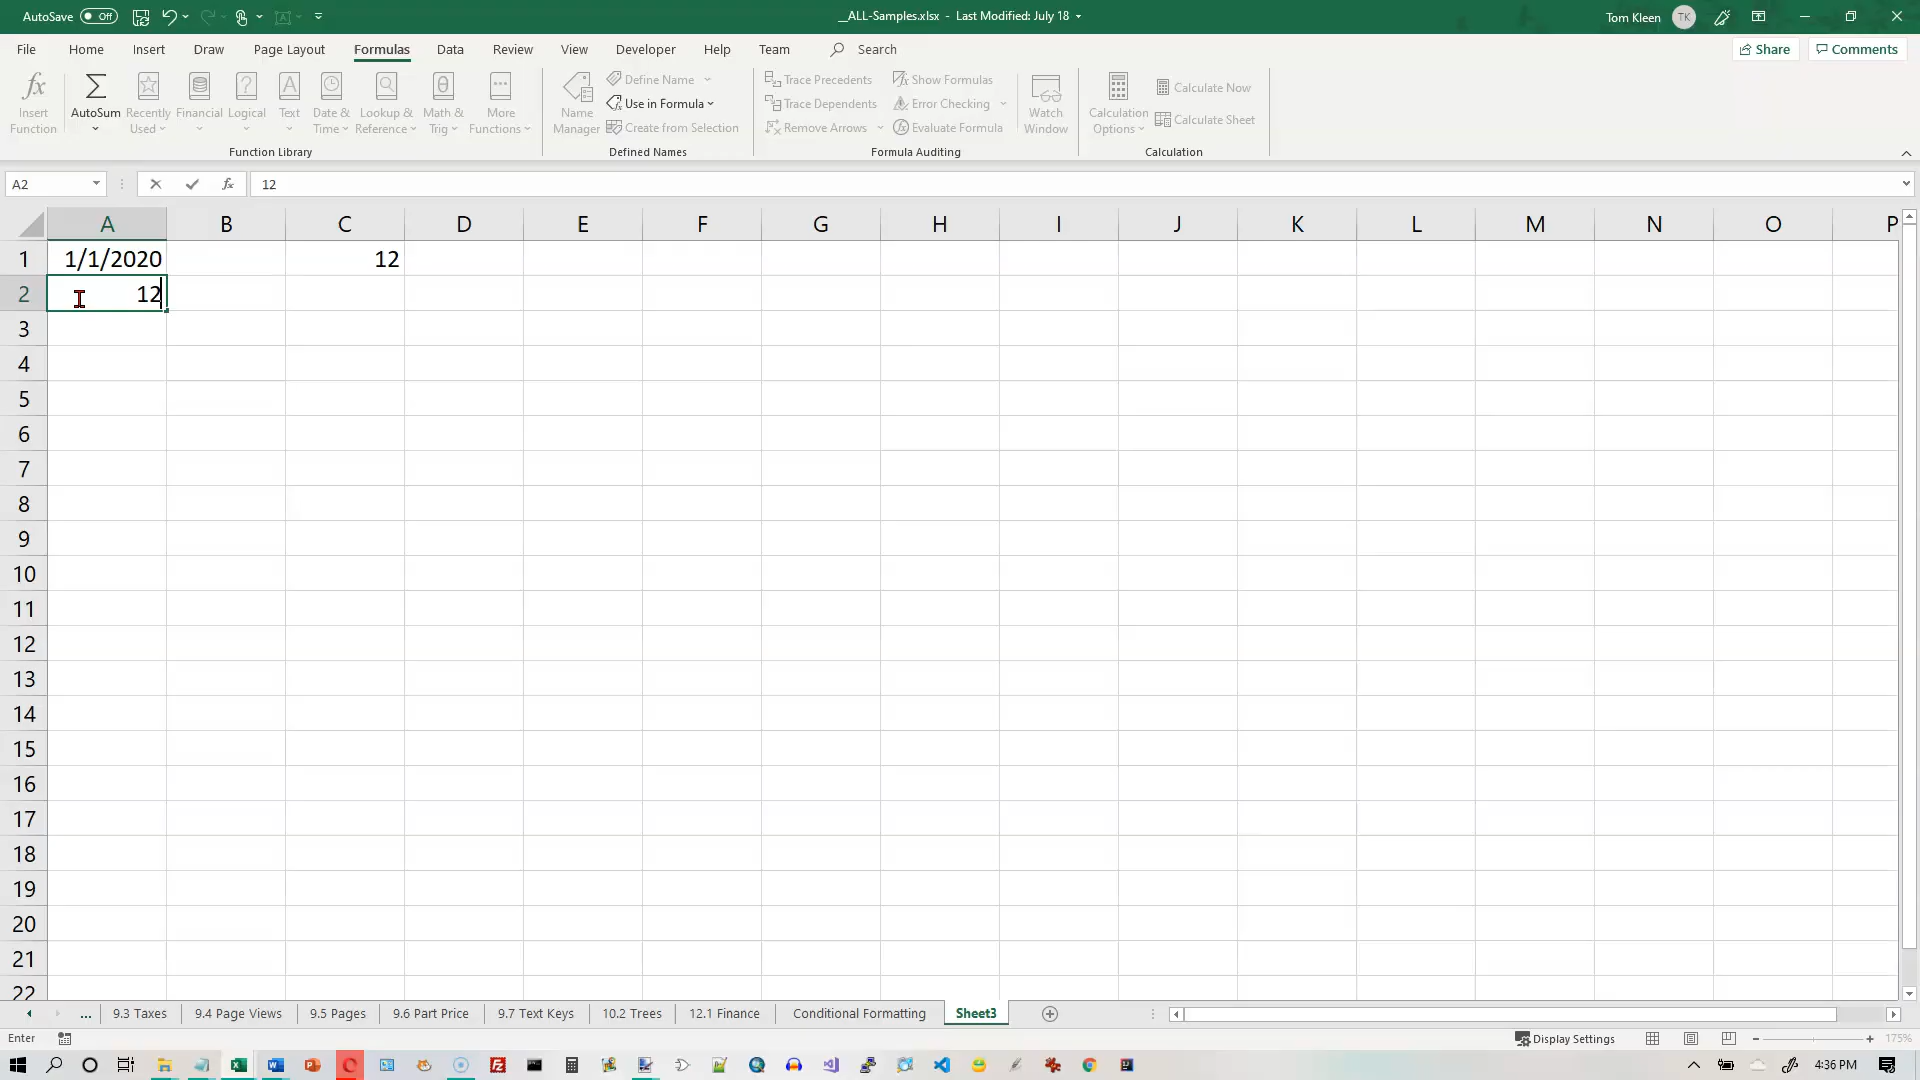 AutoSave Off
__ALL-Samples.xlsx - Last Modified: July 18
Tom Kleen TK
File Home Insert Draw Page Layout Formulas Data Review View Developer Help Team Search Share Comments
Insert Function
AutoSum
Recently Used
Financial
Logical
Text
Date & Time
Lookup & Reference
Math & Trig
More Functions
Function Library
Name Manager
Define Name
Use in Formula
Create from Selection
Defined Names
Trace Precedents
Trace Dependents
Remove Arrows
Show Formulas
Error Checking
Evaluate Formula
Formula Auditing
Watch Window
Calculation Options
Calculate Now
Calculate Sheet
Calculation
A2 fx 12
A B C D E F G H I J K L M N O P
1 1/1/2020 12
2 12
3
4
5
6
7
8
9
10
11
12
13
14
15
16
17
18
19
20
21
22
... 9.3 Taxes 9.4 Page Views 9.5 Pages 9.6 Part Price 9.7 Text Keys 10.2 Trees 12.1 Finance Conditional Formatting Sheet3
Enter Display Settings 175%
4:36 PM